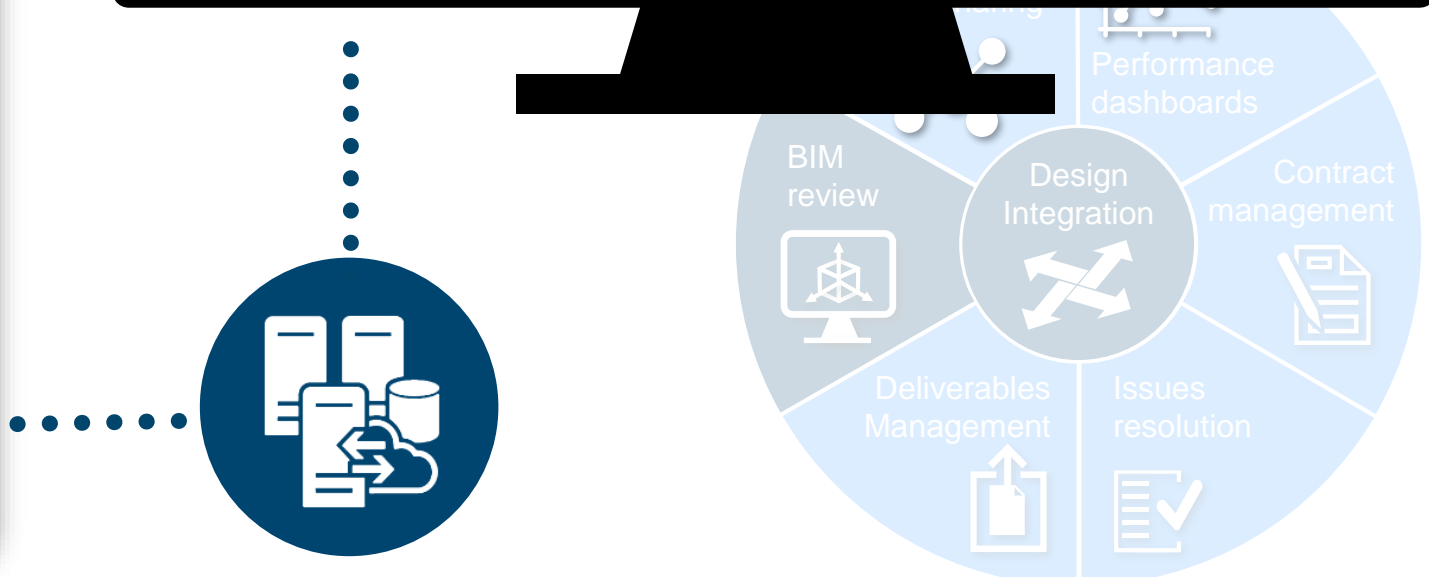 Performance
dashboards
BIM
review
Design
Integration
Contract
management
Deliverables
Management
Issues
resolution